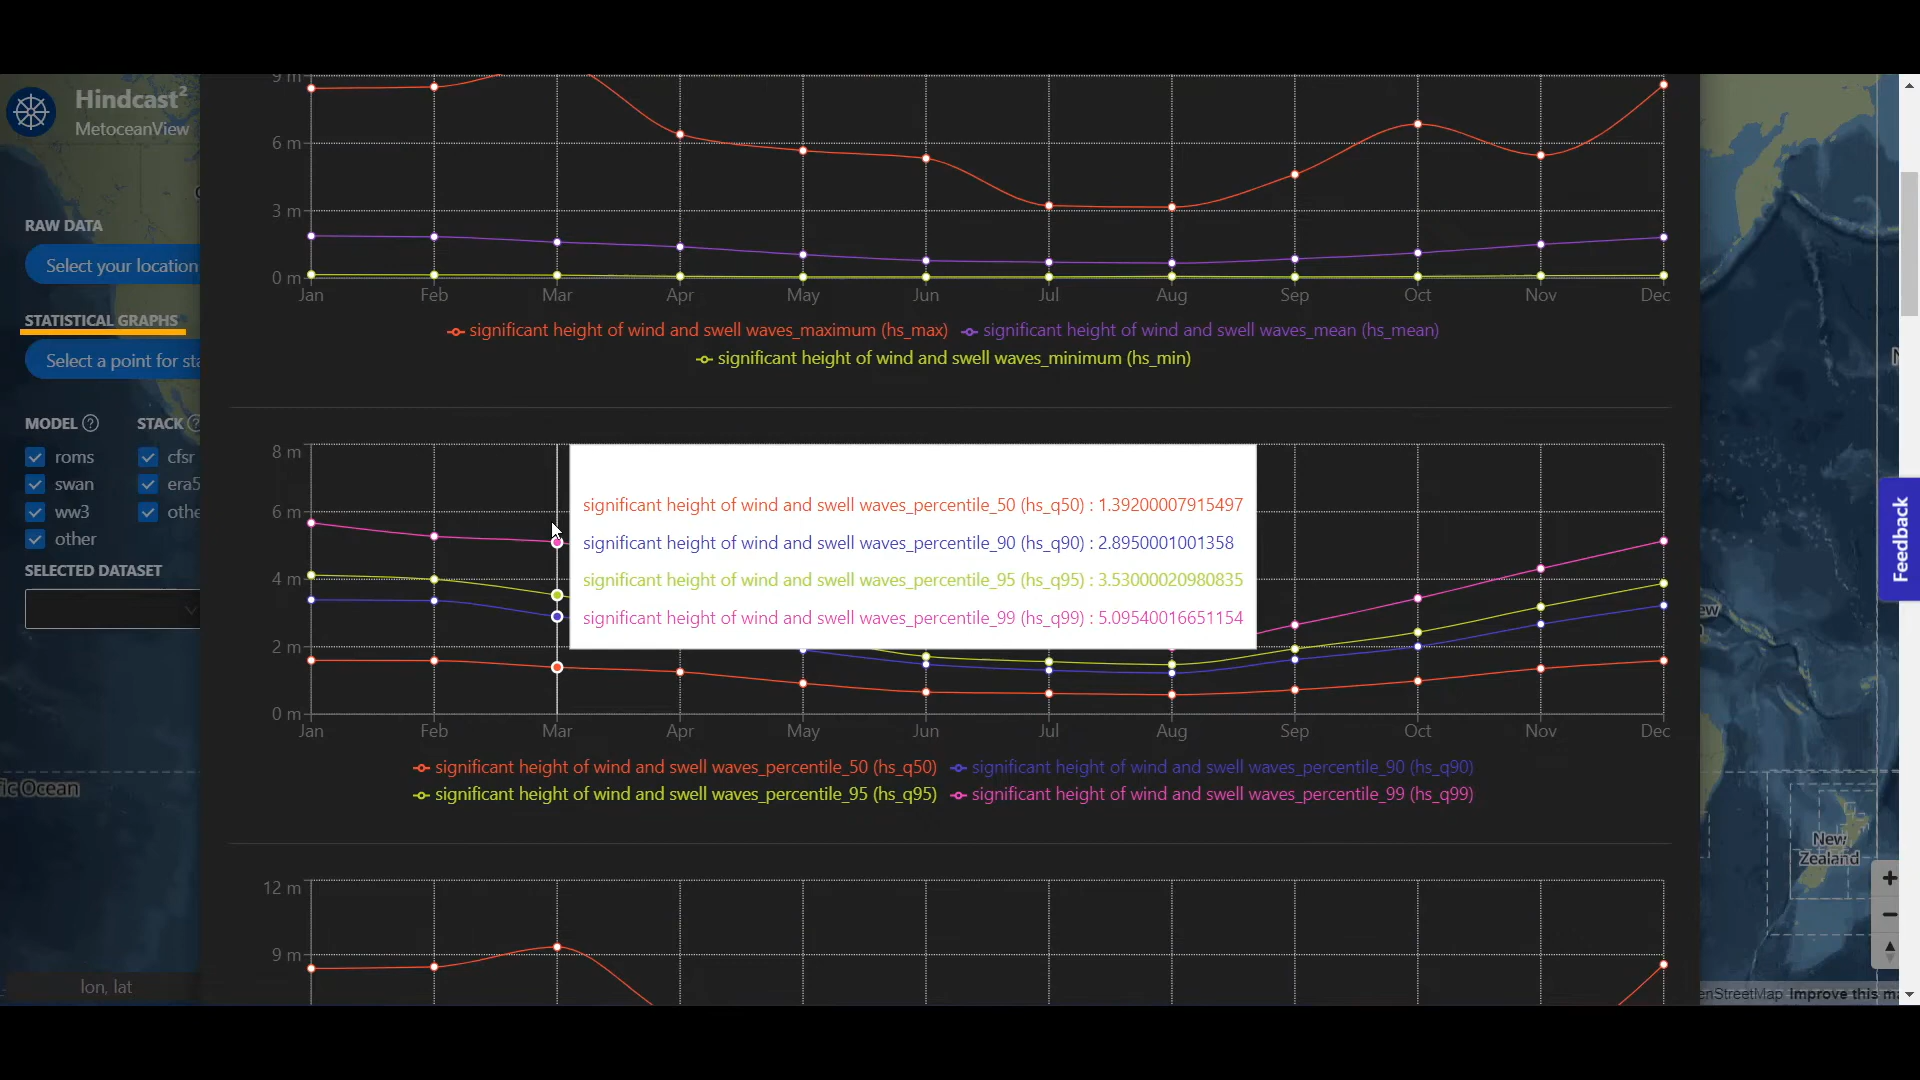 9 m
6 m
3 m
0 m
Jan Feb Mar Apr May Jun Jul Aug Sep Oct Nov Dec
significant height of wind and swell waves_maximum (hs_max) significant height of wind and swell waves_mean (hs_mean)
significant height of wind and swell waves_minimum (hs_min)
Hindcast²
MetoceanView
RAW DATA
Select your location
STATISTICAL GRAPHS
Select a point for sta
MODEL ? STACK ?
roms cfsr
swan era5
ww3 othe
other
SELECTED DATASET
8 m
6 m
4 m
2 m
0 m
significant height of wind and swell waves_percentile_50 (hs_q50) : 1.39200007915497
significant height of wind and swell waves_percentile_90 (hs_q90) : 2.8950001001358
significant height of wind and swell waves_percentile_95 (hs_q95) : 3.53000020980835
significant height of wind and swell waves_percentile_99 (hs_q99) : 5.09540016651154
Jan Feb Mar Apr May Jun Jul Aug Sep Oct Nov Dec
significant height of wind and swell waves_percentile_50 (hs_q50) significant height of wind and swell waves_percentile_90 (hs_q90)
significant height of wind and swell waves_percentile_95 (hs_q95) significant height of wind and swell waves_percentile_99 (hs_q99)
12 m
9 m
fic Ocean
lon, lat
Feedback
New
Zealand
enStreetMap Improve this ma